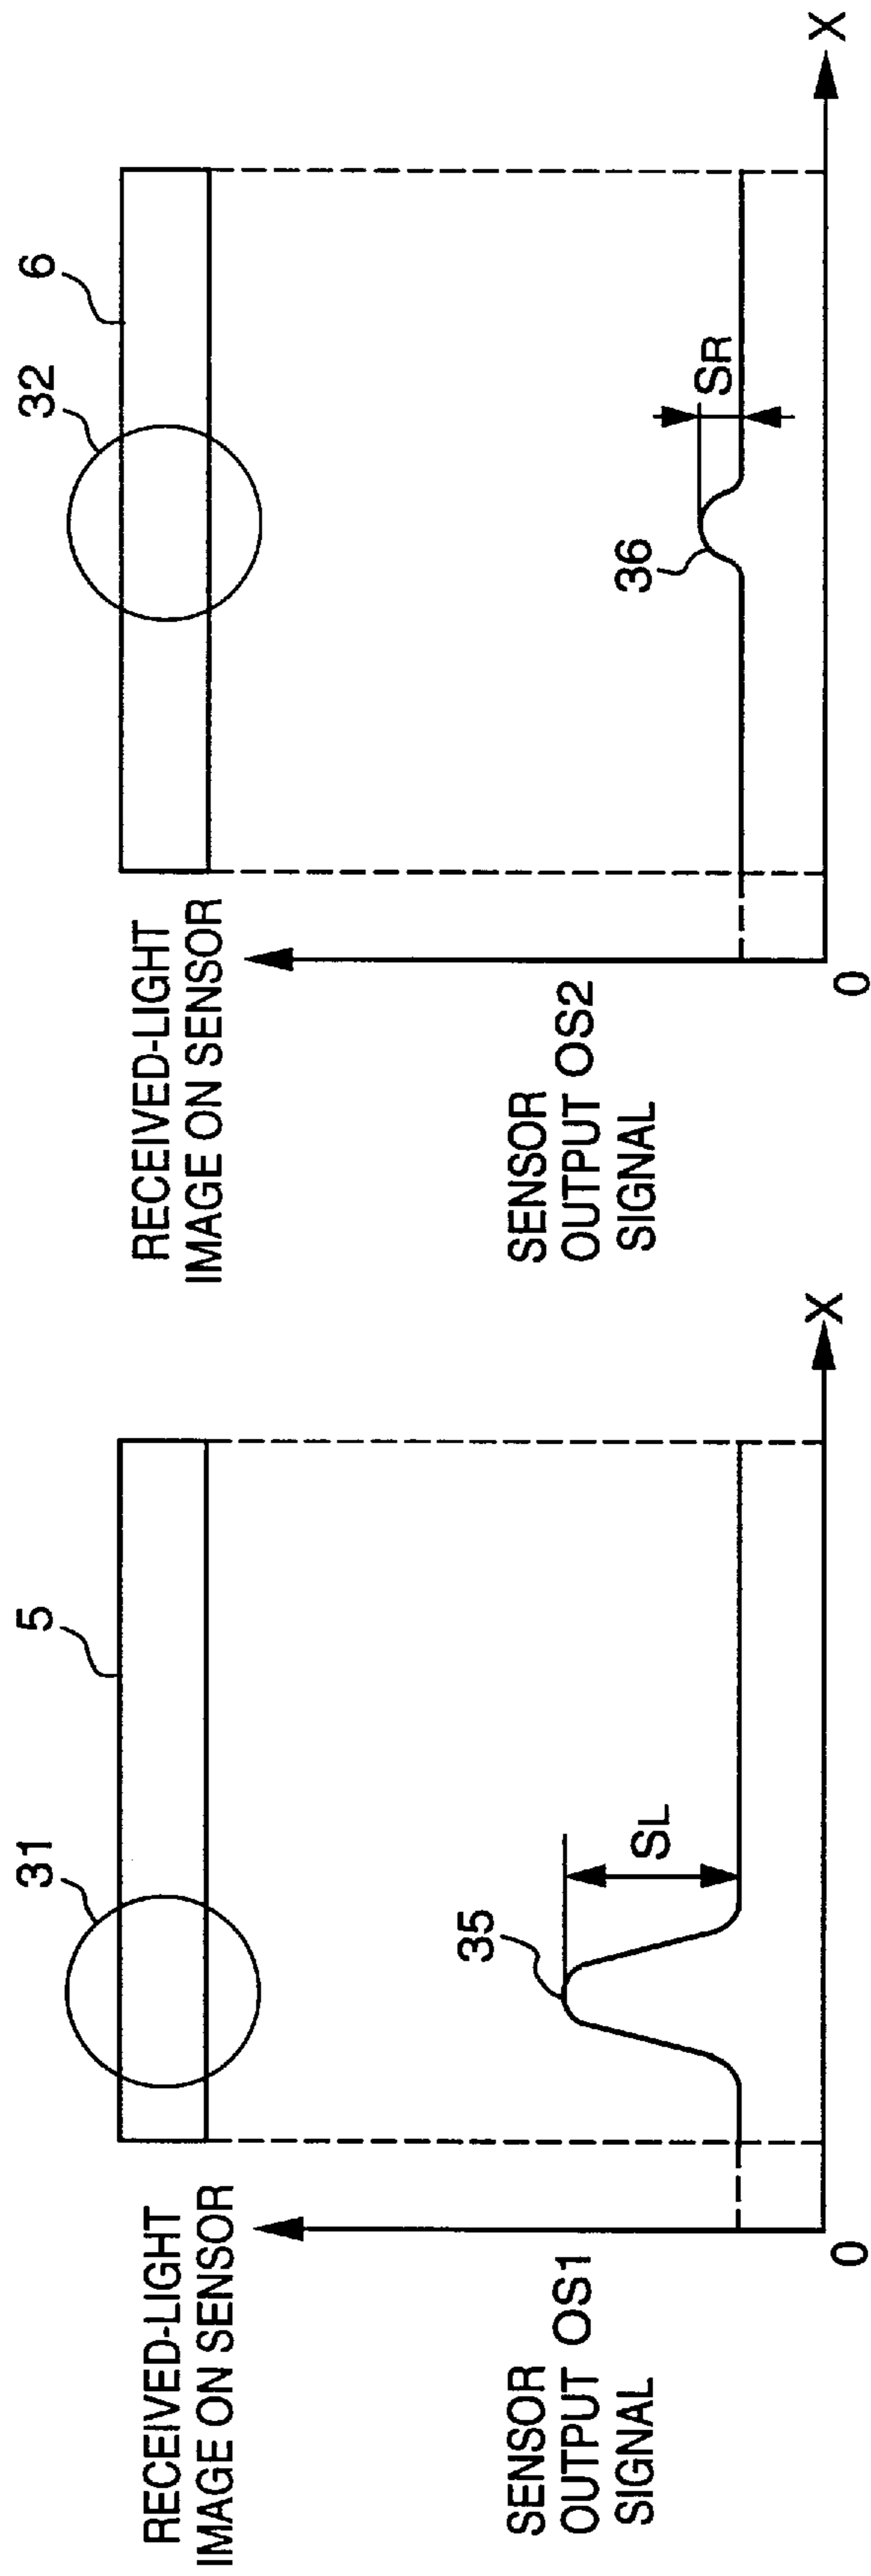 RECEIVED-LIGHT
IMAGE ON SENSOR
31
5
SENSOR
OUTPUT OS1
SIGNAL
35
SL
0
X
RECEIVED-LIGHT
IMAGE ON SENSOR
32
6
SENSOR
OUTPUT OS2
SIGNAL
36
SR
0
X